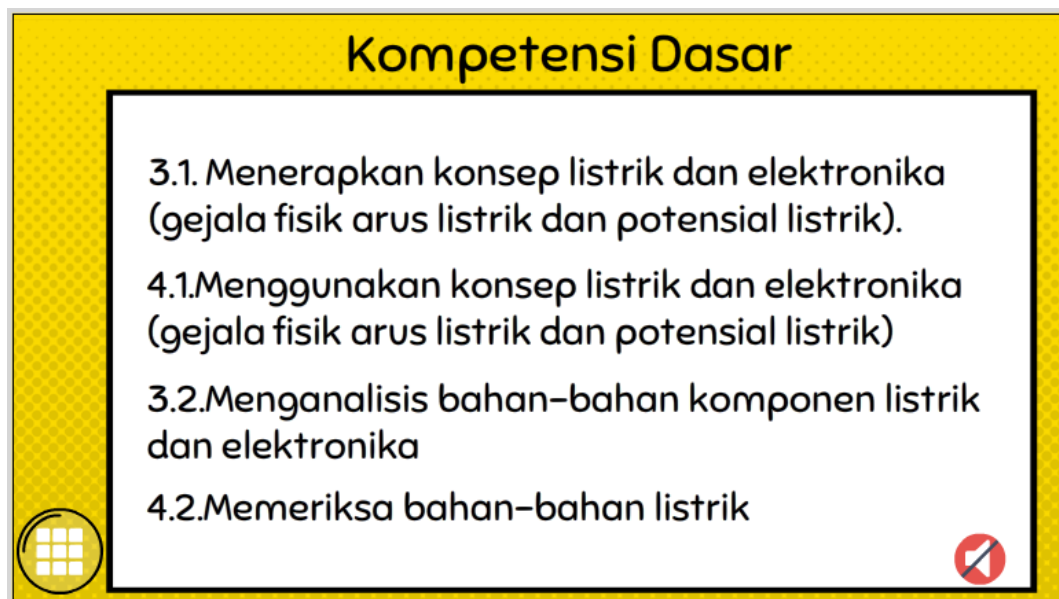 Kompetensi Dasar
3.1. Menerapkan konsep listrik dan elektronika
(gejala fisik arus listrik dan potensial listrik).
4.1.Menggunakan konsep listrik dan elektronika
(gejala fisik arus listrik dan potensial listrik)
3.2.Menganalisis bahan-bahan komponen listrik
dan elektronika
4.2.Memeriksa bahan-bahan listrik